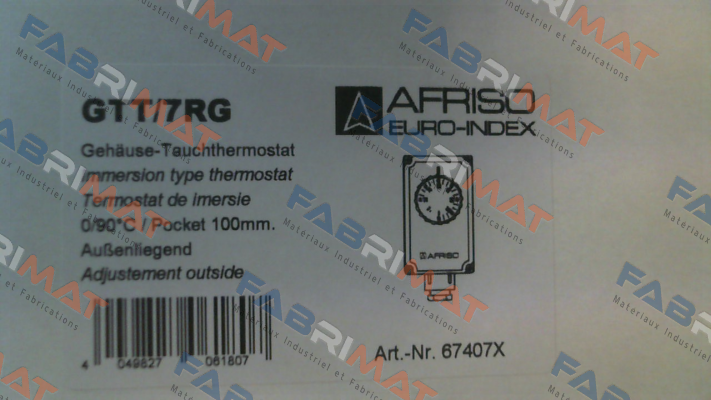 GTT/7RG
Gehäuse-Tauchthermostat
Immersion type thermostat
Termostat de imersie
0/90°C / Pocket 100mm.
Außenliegend
Adjustement outside
4 049827 061807
AFRISO
EURO-INDEX
AFRISO
Art.-Nr. 67407X
FABRIMAT
Materiaux Industriel et Fabrications